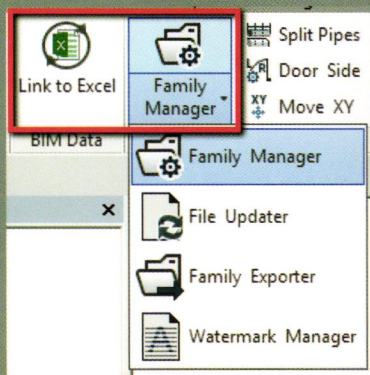 Link to Excel
Family
Manager
Split Pipes
Door Side
XY
Move XY
BIM Data
Family Manager
File Updater
Family Exporter
Watermark Manager